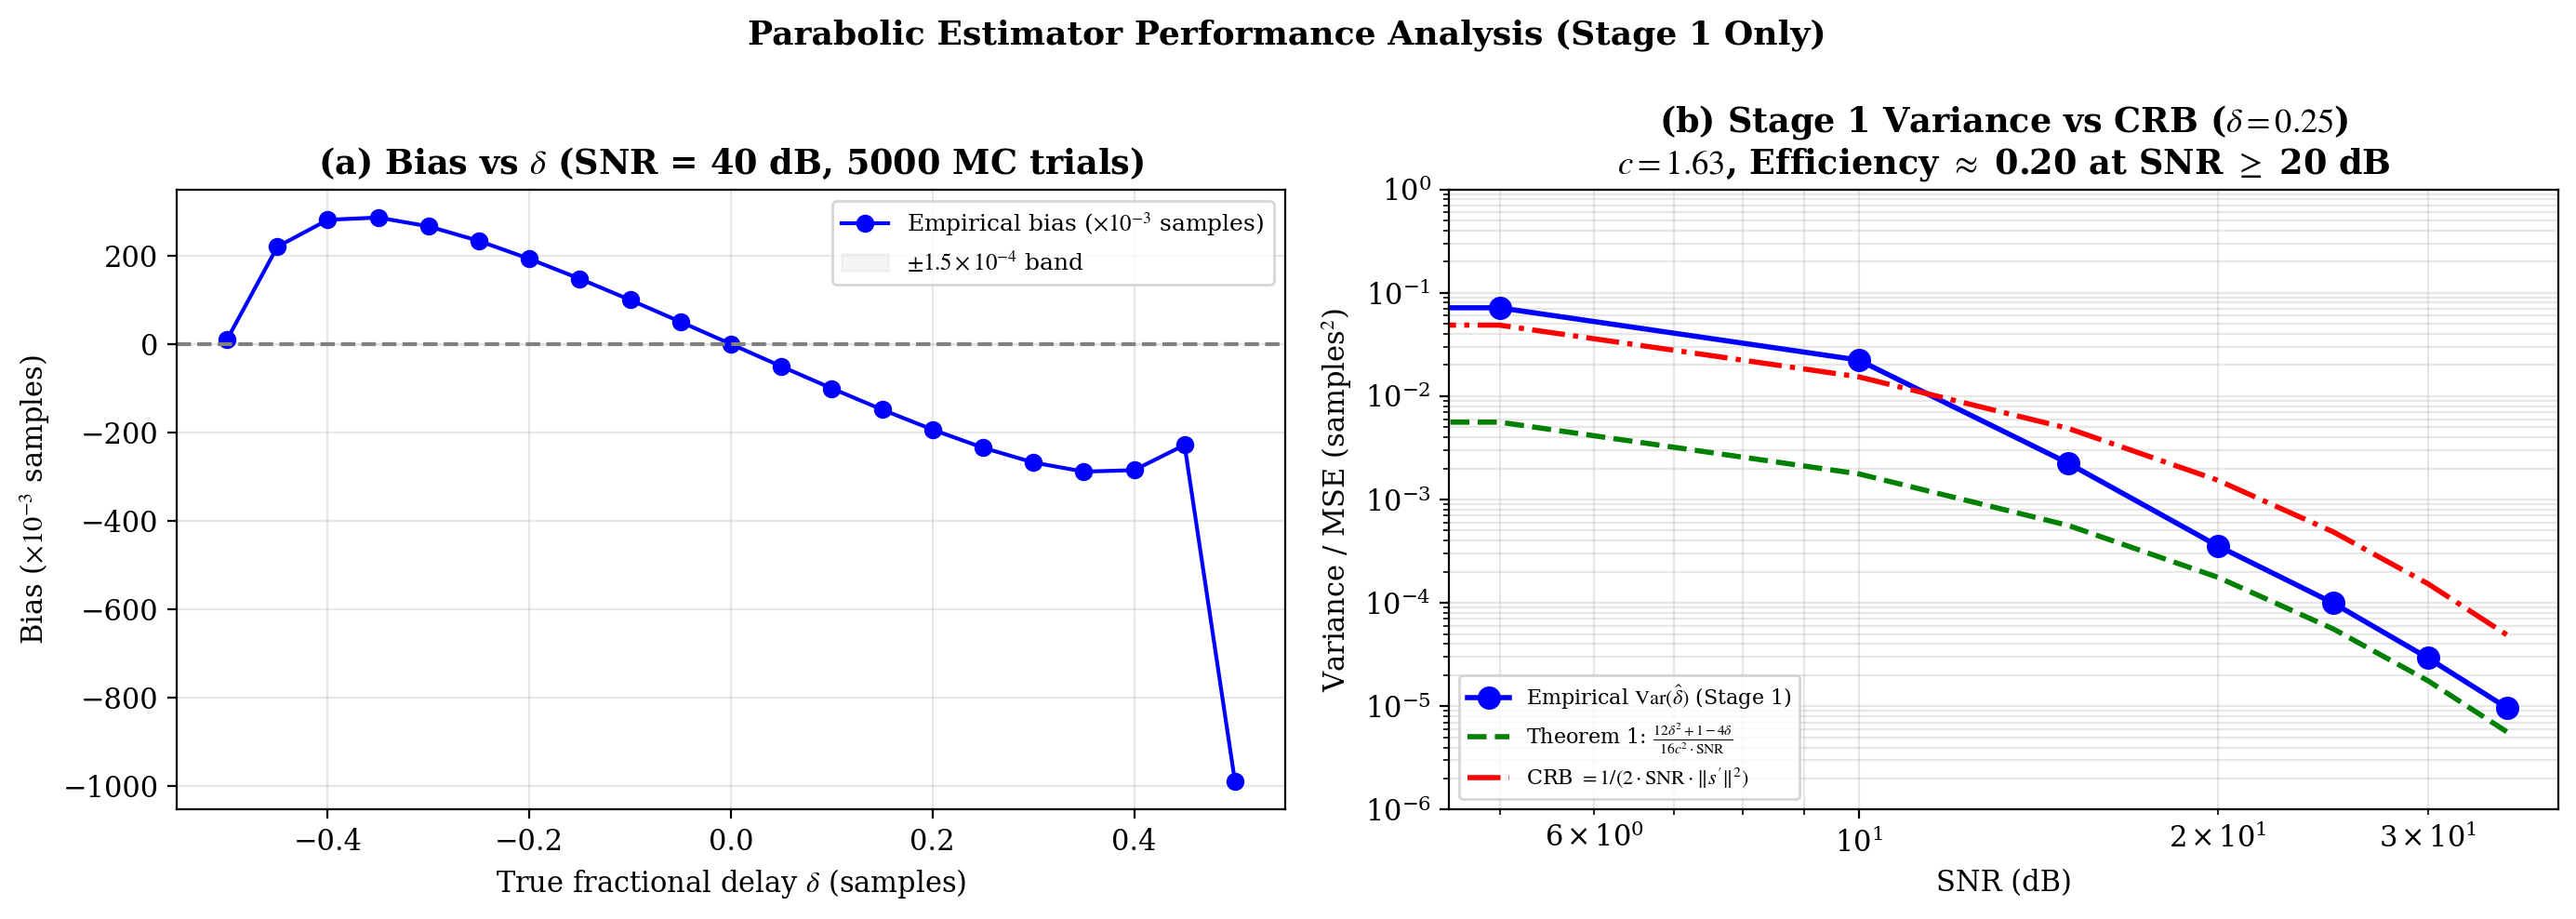 Parabolic Estimator Performance Analysis (Stage 1 Only)
(a) Bias vs δ (SNR = 40 dB, 5000 MC trials)
Bias (×10⁻³ samples)
200
0
−200
−400
−600
−800
−1000
Empirical bias (×10⁻³ samples)
±1.5×10⁻⁴ band
−0.4
−0.2
0.0
0.2
0.4
True fractional delay δ (samples)
(b) Stage 1 Variance vs CRB (δ = 0.25)
c = 1.63, Efficiency ≈ 0.20 at SNR ≥ 20 dB
Variance / MSE (samples²)
10⁰
10⁻¹
10⁻²
10⁻³
10⁻⁴
10⁻⁵
10⁻⁶
Empirical Var(δ̂) (Stage 1)
Theorem 1: (12δ² + 1 − 4δ)/(16c² · SNR)
CRB = 1/(2 · SNR · ‖s′‖²)
6×10⁰
10¹
2×10¹
3×10¹
SNR (dB)